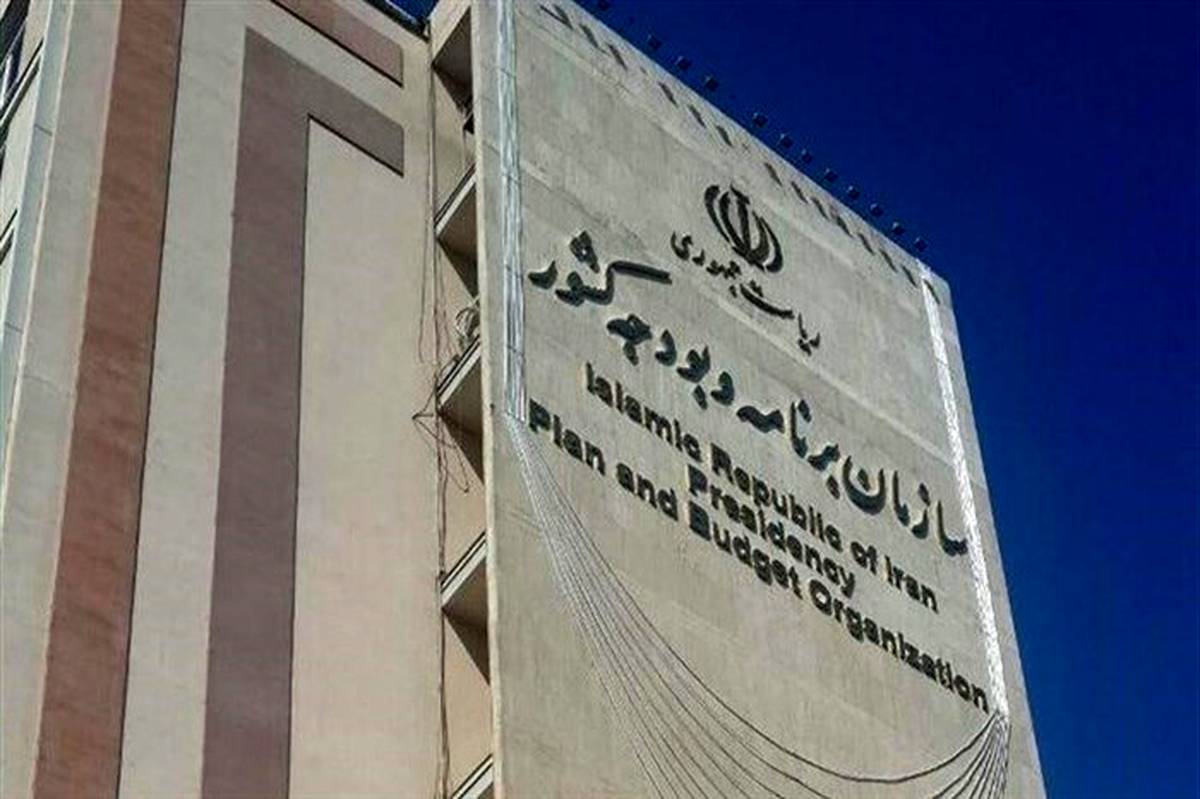 ریاست جمهوری
سازمان برنامه و بودجه کشور
Islamic Republic of Iran
Presidency
Plan and Budget Organization